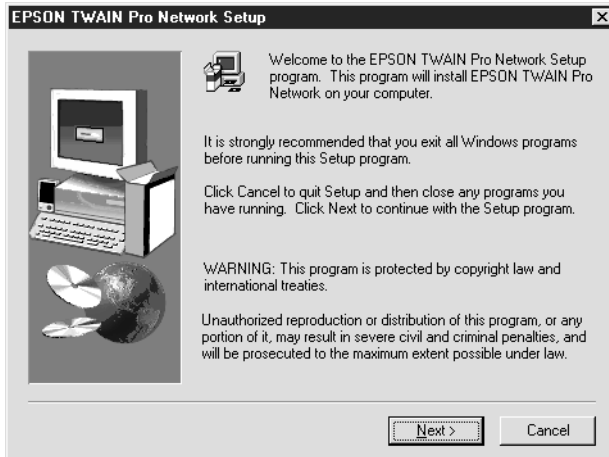 EPSON TWAIN Pro Network Setup
Welcome to the EPSON TWAIN Pro Network Setup
program. This program will install EPSON TWAIN Pro
Network on your computer.
It is strongly recommended that you exit all Windows programs
before running this Setup program.
Click Cancel to quit Setup and then close any programs you
have running. Click Next to continue with the Setup program.
WARNING: This program is protected by copyright law and
international treaties.
Unauthorized reproduction or distribution of this program, or any
portion of it, may result in severe civil and criminal penalties, and
will be prosecuted to the maximum extent possible under law.
Next > Cancel